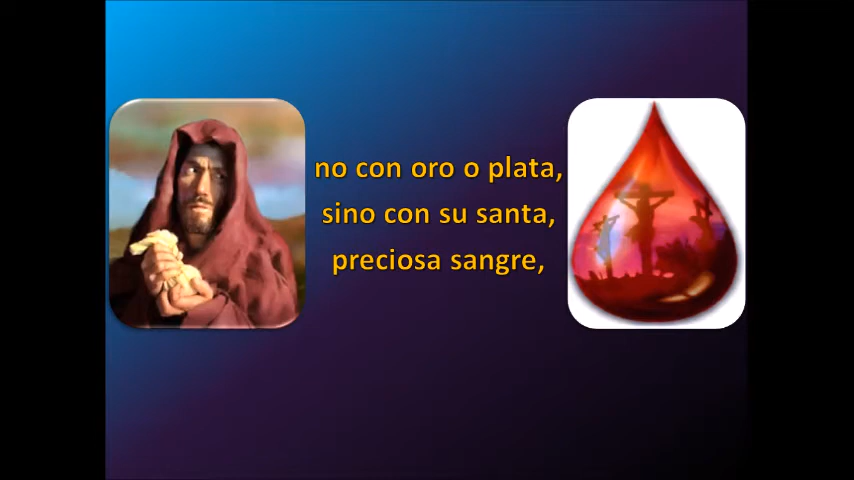 no con oro o plata,
sino con su santa,
preciosa sangre,